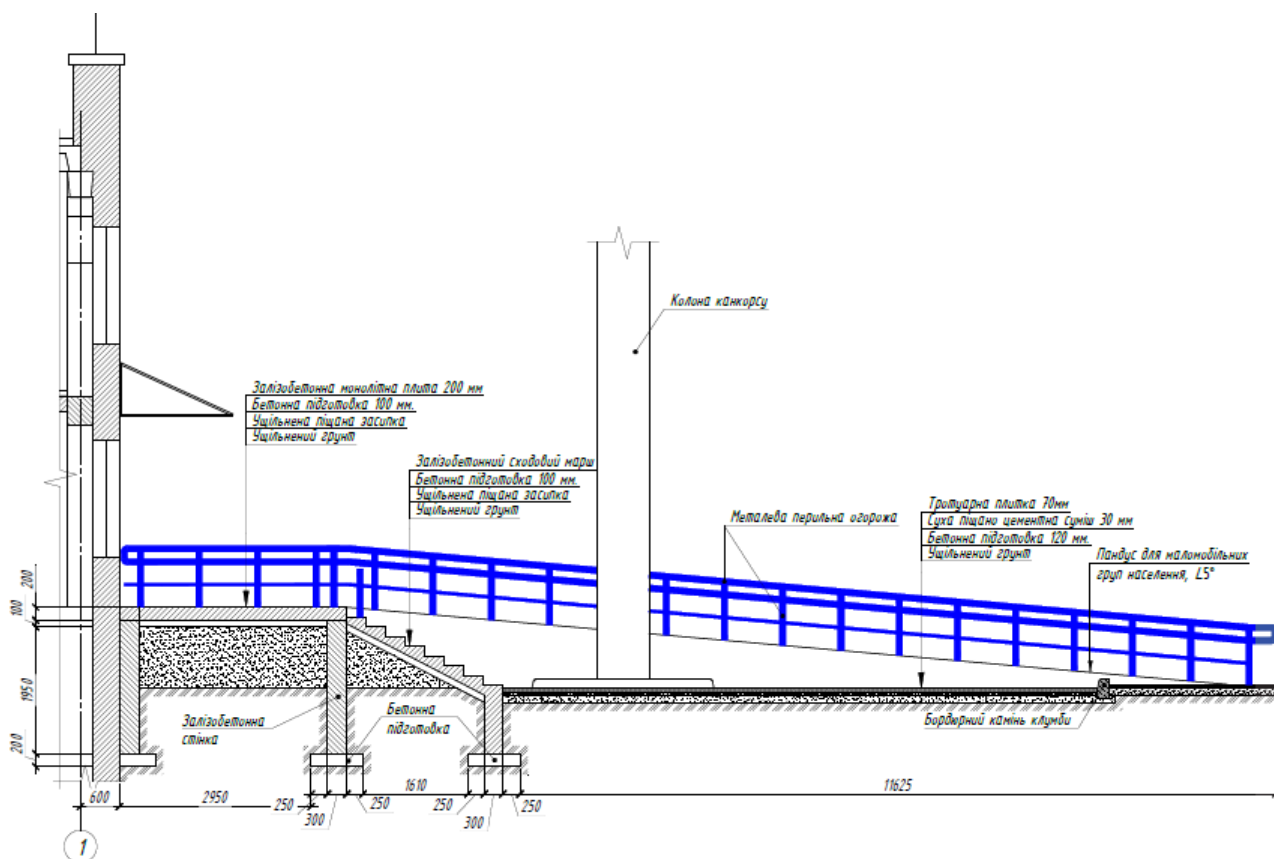 Колона канкорсу
Залізобетонна монолітна плита 200 мм
Бетонна підготовка 100 мм.
Ущільнена піщана засипка
Ущільнений грунт
Залізобетонний сходовий марш
Бетонна підготовка 100 мм.
Ущільнена піщана засипка
Ущільнений грунт
Металева перильна огорожа
Тротуарна плитка 70мм
Суха піщано цементна суміш 30 мм
Бетонна підготовка 120 мм.
Ущільнений грунт
Пандус для маломобільних
груп населення, L5°
200
100
1950
200
Залізобетонна
стінка
Бетонна
підготовка
Бордюрний камінь клумби
600
2950
250
300
250
1610
250
300
250
11625
1